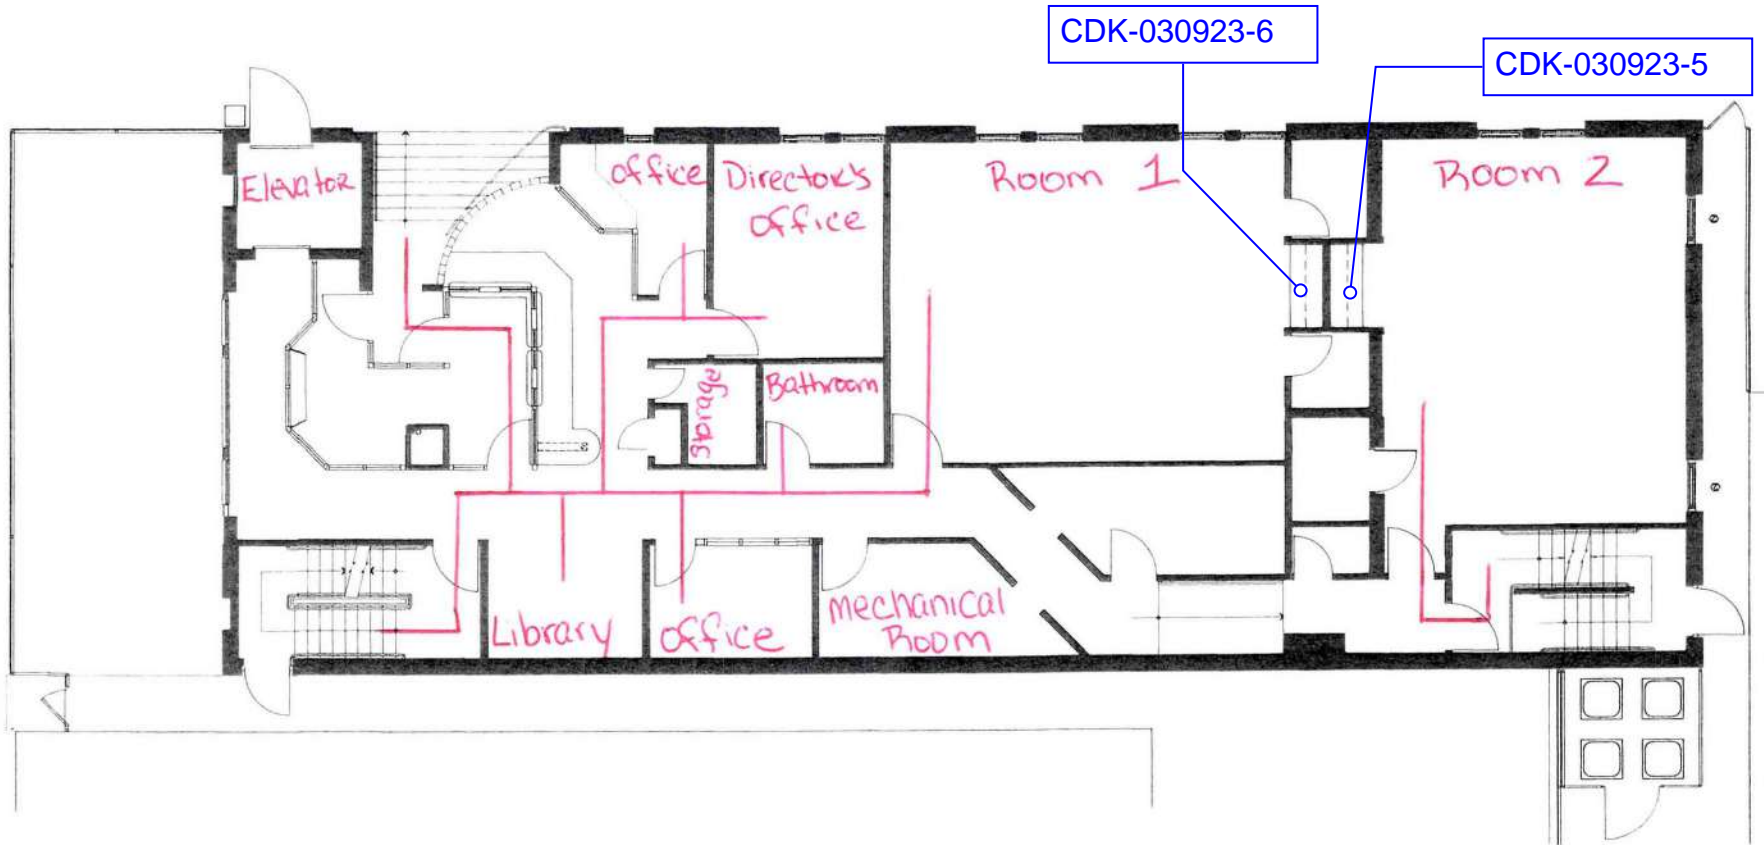 CDK-030923-6
CDK-030923-5
Elevator
office
Director's
office
Room 1
Room 2
Storage
Bathroom
Library
office
Mechanical
Room